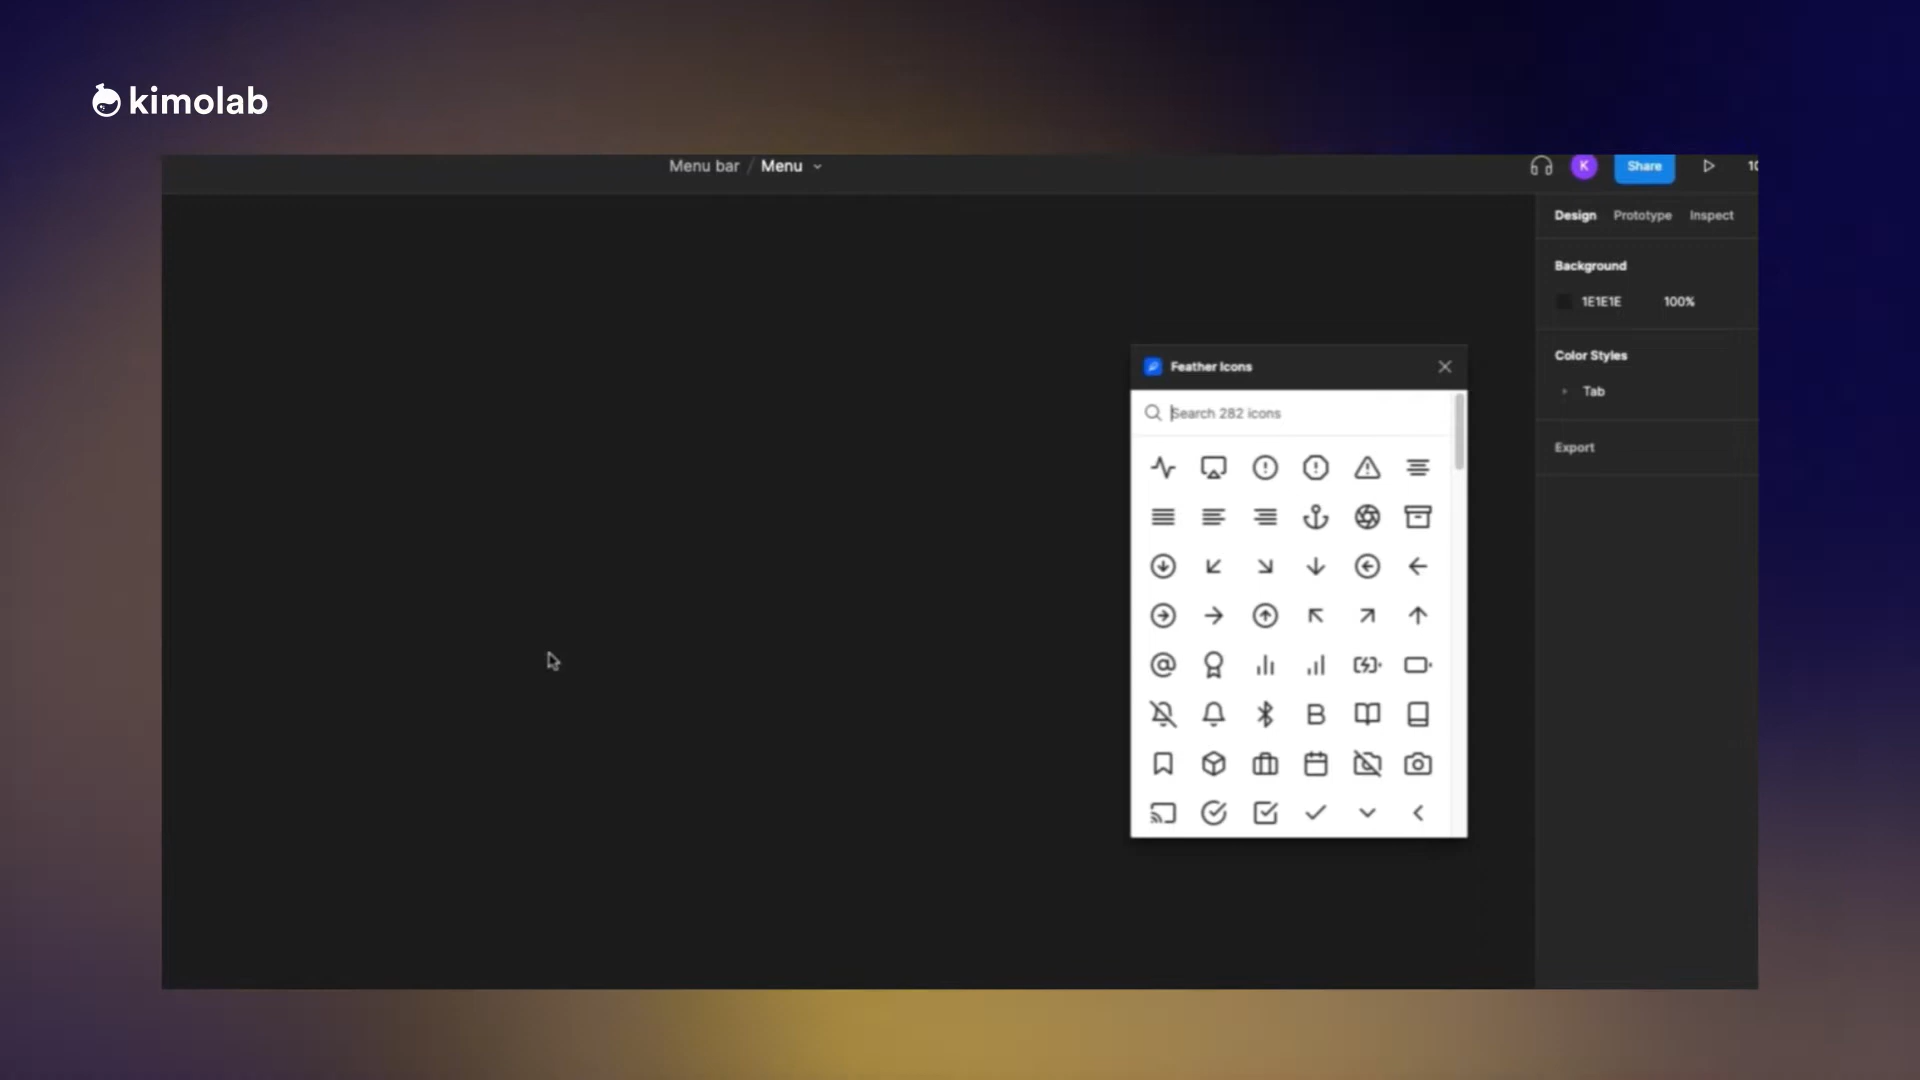 kimolab
Menu bar / Menu
K
Share
Design Prototype Inspect
Background
1E1E1E 100%
Color Styles
Tab
Export
Feather Icons
Search 282 icons